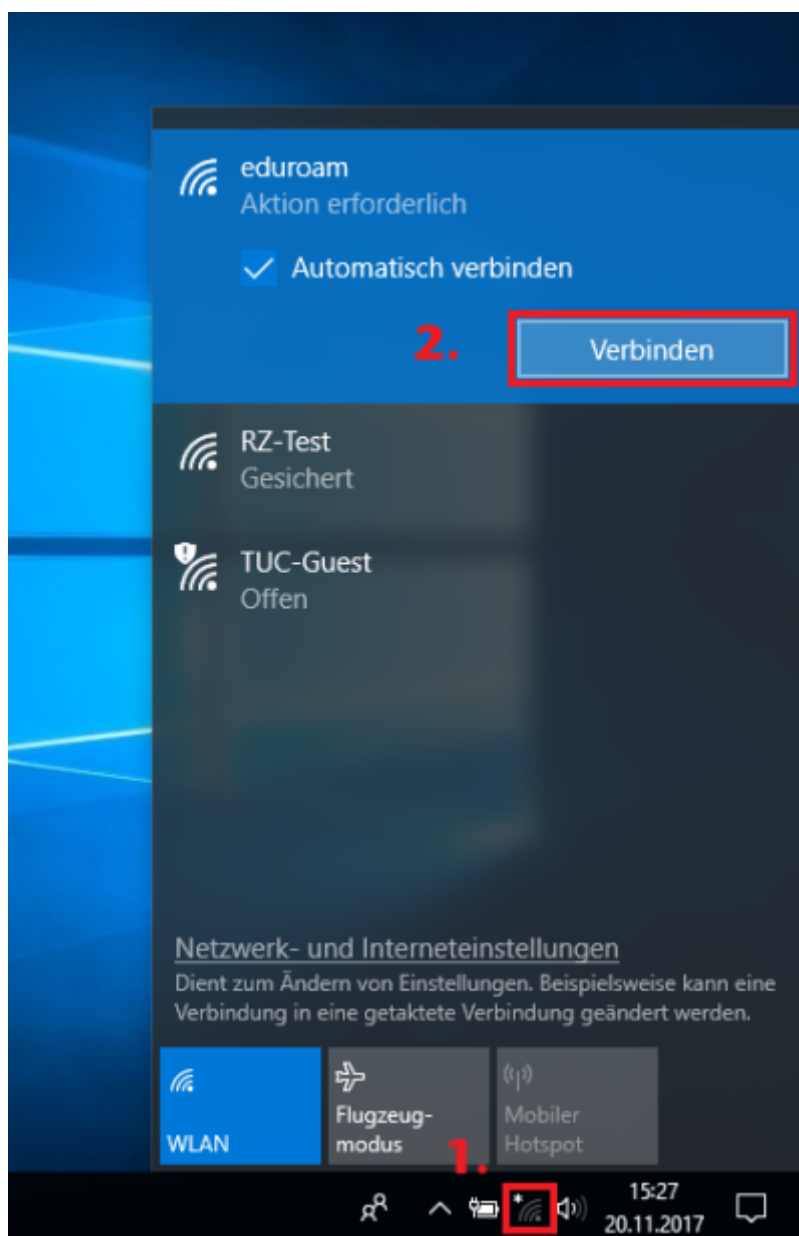 eduroam
Aktion erforderlich
Automatisch verbinden
2.
Verbinden
RZ-Test
Gesichert
TUC-Guest
Offen
Netzwerk- und Interneteinstellungen
Dient zum Ändern von Einstellungen. Beispielsweise kann eine
Verbindung in eine getaktete Verbindung geändert werden.
WLAN
Flugzeug-
modus
Mobiler
Hotspot
1.
15:27
20.11.2017